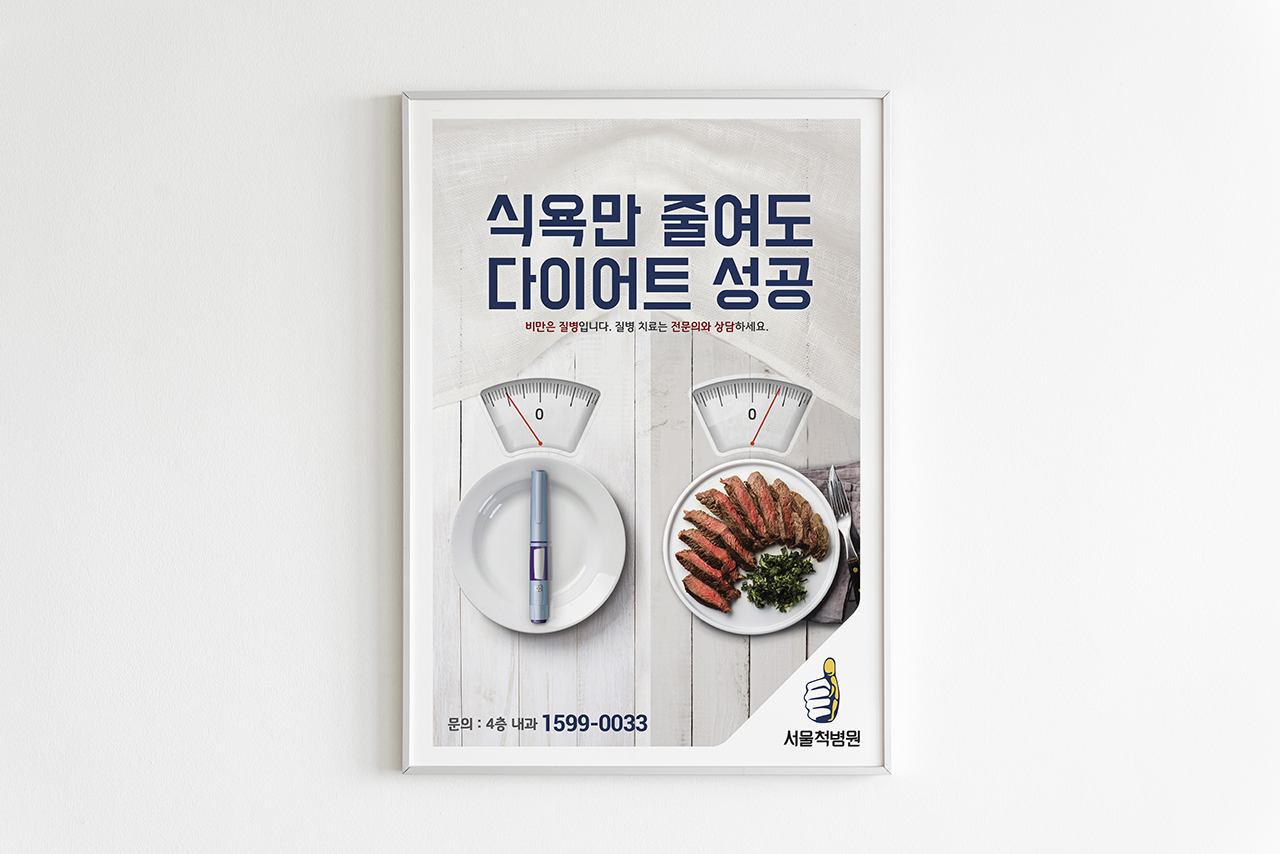 식욕만 줄여도
다이어트 성공
비만은 질병입니다. 질병 치료는 전문의와 상담하세요.
0
0
문의 : 4층 내과 1599-0033
서울척병원